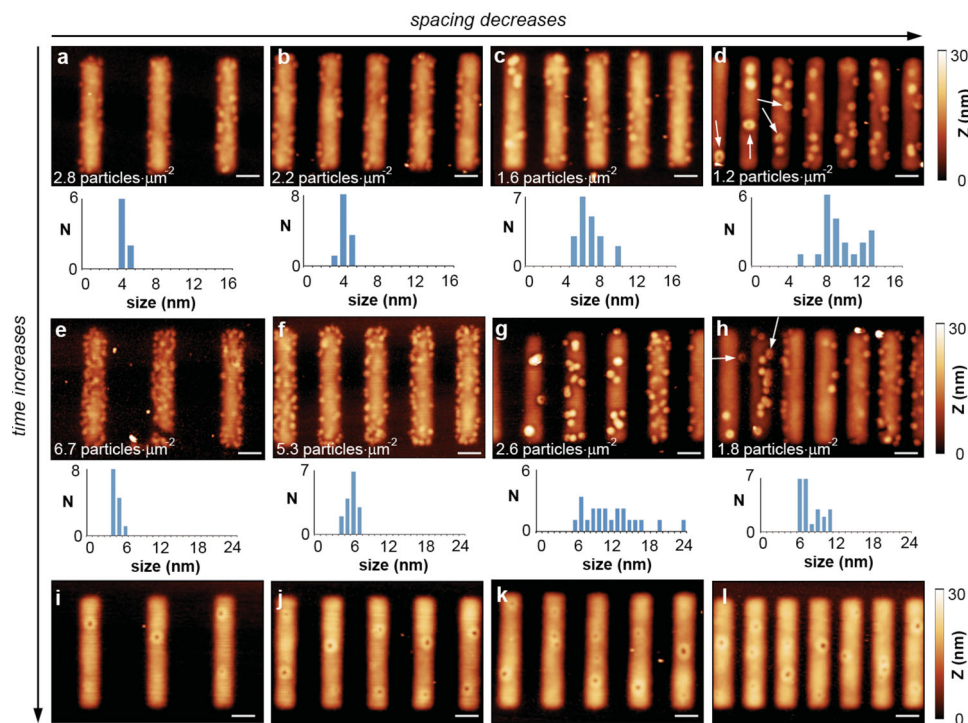 spacing decreases
time increases
a
b
c
d
2.8 particles·μm⁻²
2.2 particles·μm⁻²
1.6 particles·μm⁻²
1.2 particles·μm⁻²
30
Z (nm)
0
6
N
0
0 4 8 12 16
size (nm)
8
N
0
0 4 8 12 16
size (nm)
7
N
0
0 4 8 12 16
size (nm)
6
N
0
0 4 8 12 16
size (nm)
e
f
g
h
6.7 particles·μm⁻²
5.3 particles·μm⁻²
2.6 particles·μm⁻²
1.8 particles·μm⁻²
30
Z (nm)
0
8
N
0
0 6 12 18 24
size (nm)
7
N
0
0 6 12 18 24
size (nm)
6
N
0
0 6 12 18 24
size (nm)
7
N
0
0 6 12 18 24
size (nm)
i
j
k
l
30
Z (nm)
0